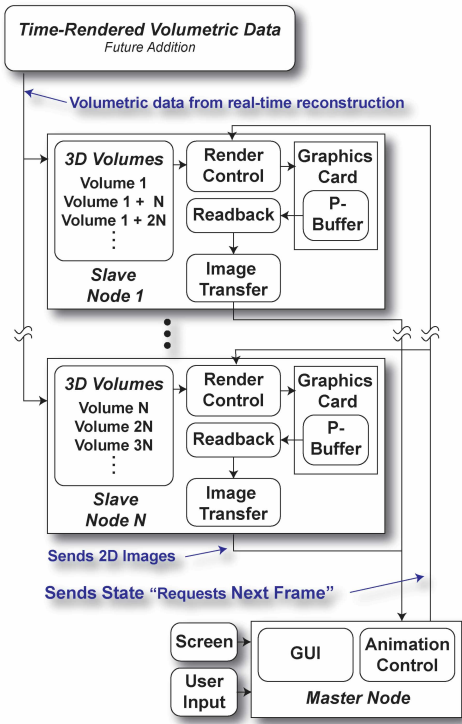 Time-Rendered Volumetric Data
Future Addition
Volumetric data from real-time reconstruction
3D Volumes
Volume 1
Volume 1 + N
Volume 1 + 2N
⋮
Render
Control
Graphics
Card
P-
Buffer
Readback
Image
Transfer
Slave
Node 1
3D Volumes
Volume N
Volume 2N
Volume 3N
⋮
Render
Control
Graphics
Card
P-
Buffer
Readback
Image
Transfer
Slave
Node N
Sends 2D Images
Sends State “Requests Next Frame”
Screen
User
Input
GUI
Animation
Control
Master Node